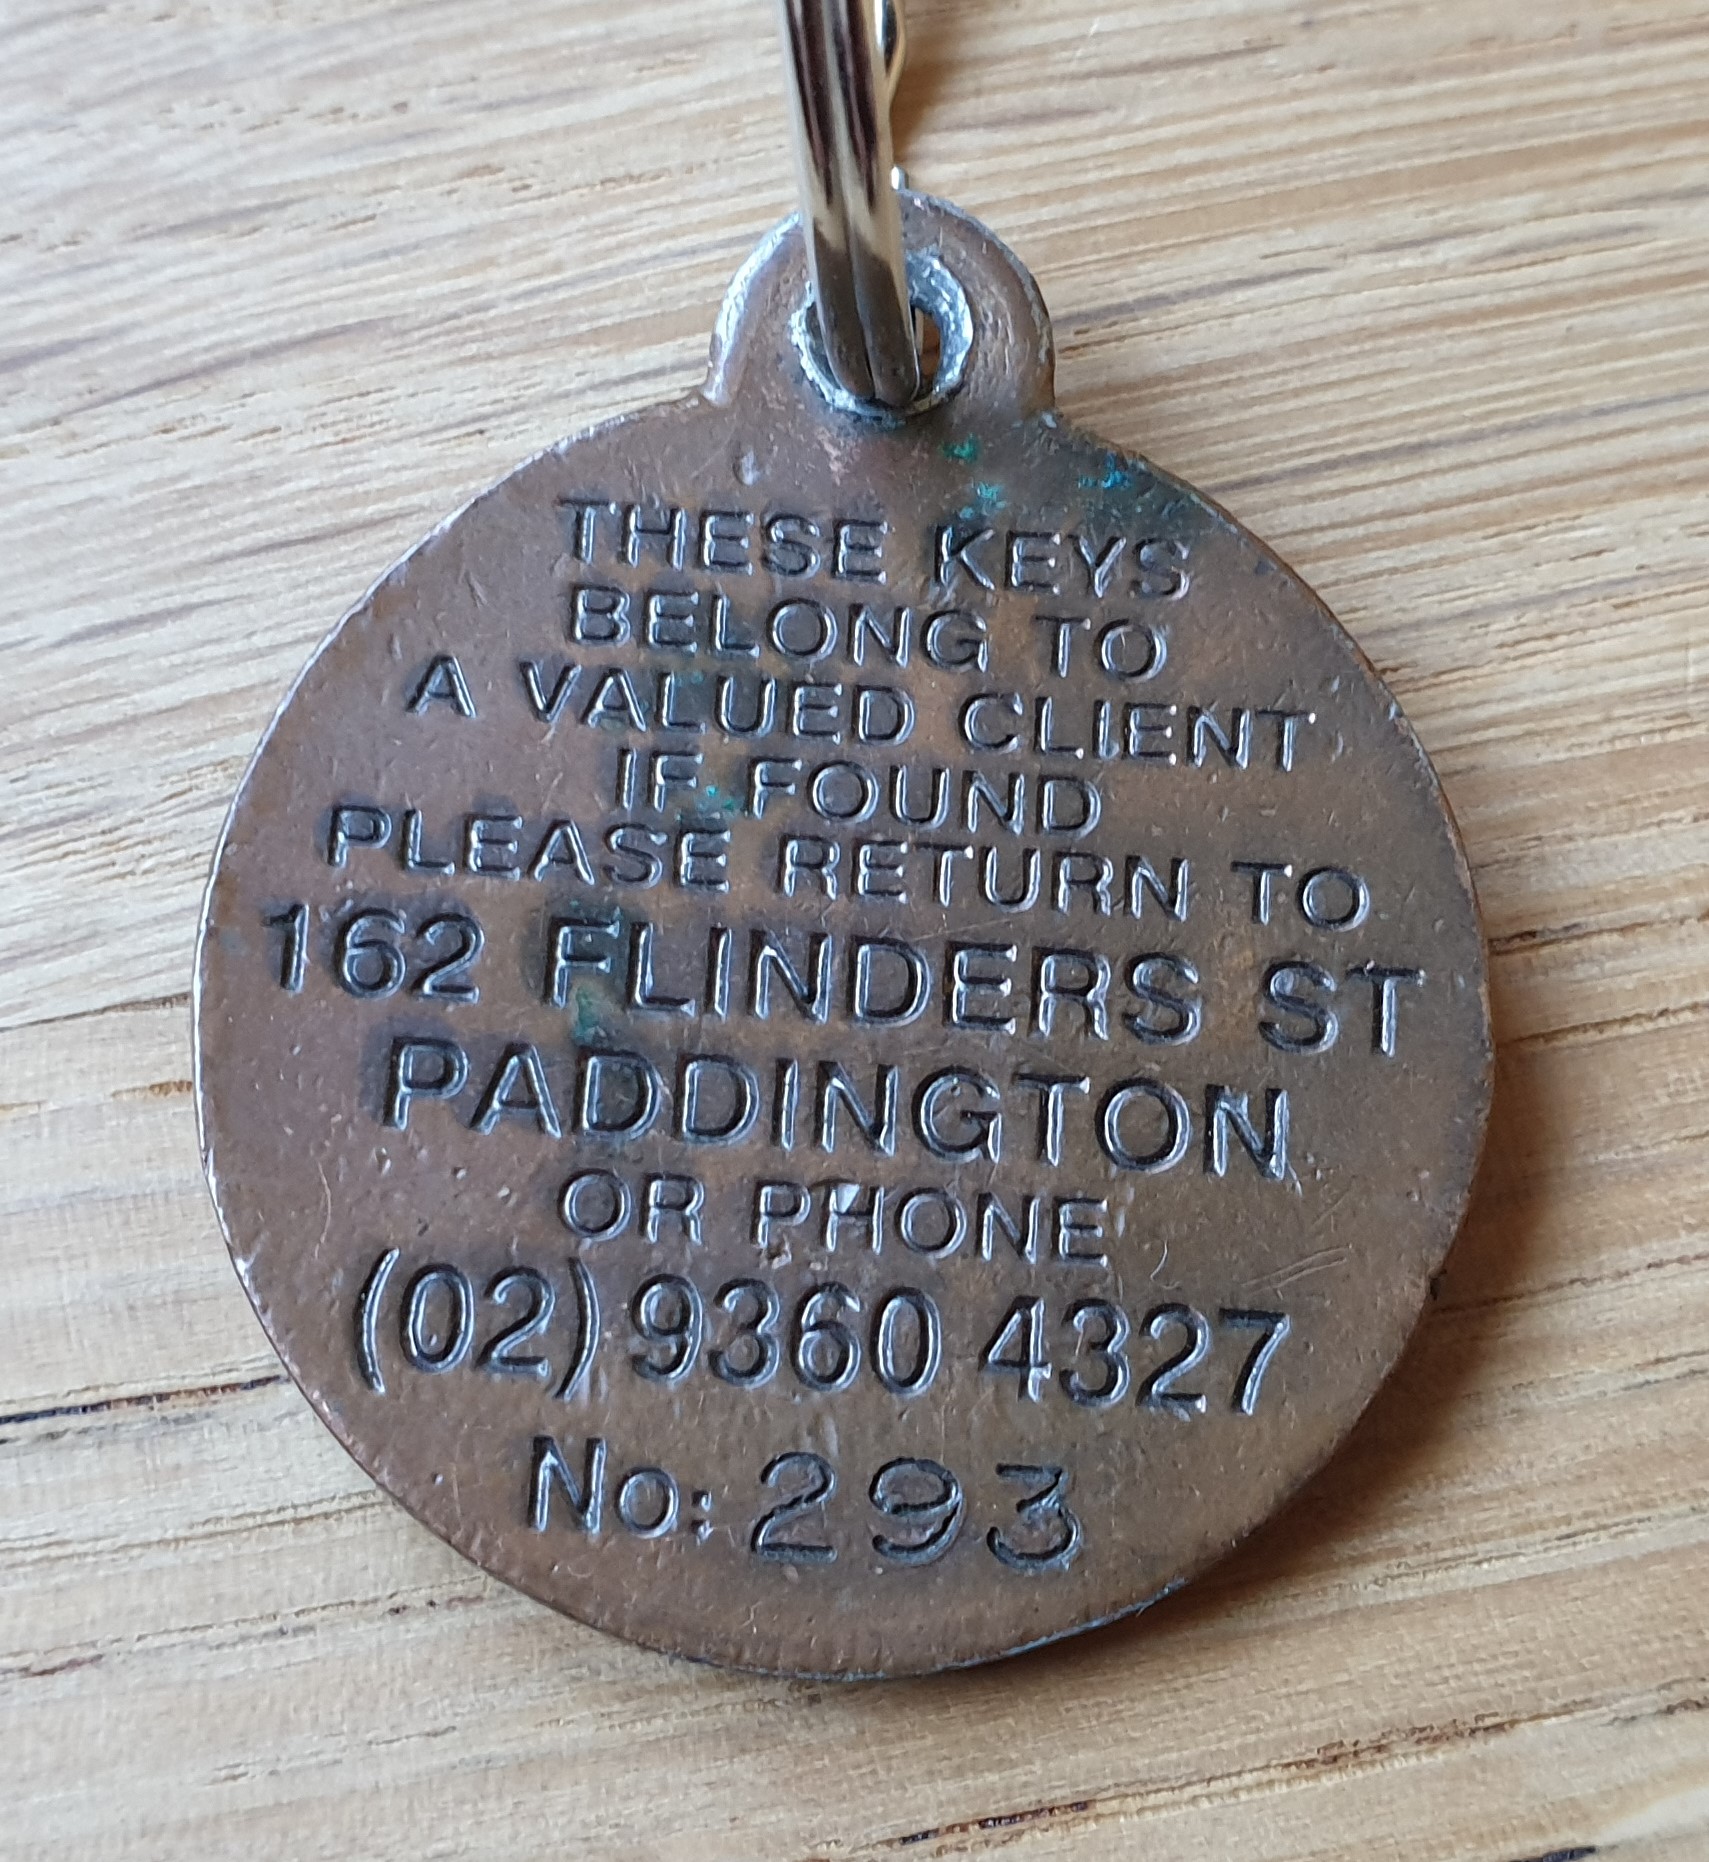 THESE KEYS
BELONG TO
A VALUED CLIENT
IF FOUND
PLEASE RETURN TO
162 FLINDERS ST
PADDINGTON
OR PHONE
(02) 9360 4327
No: 293